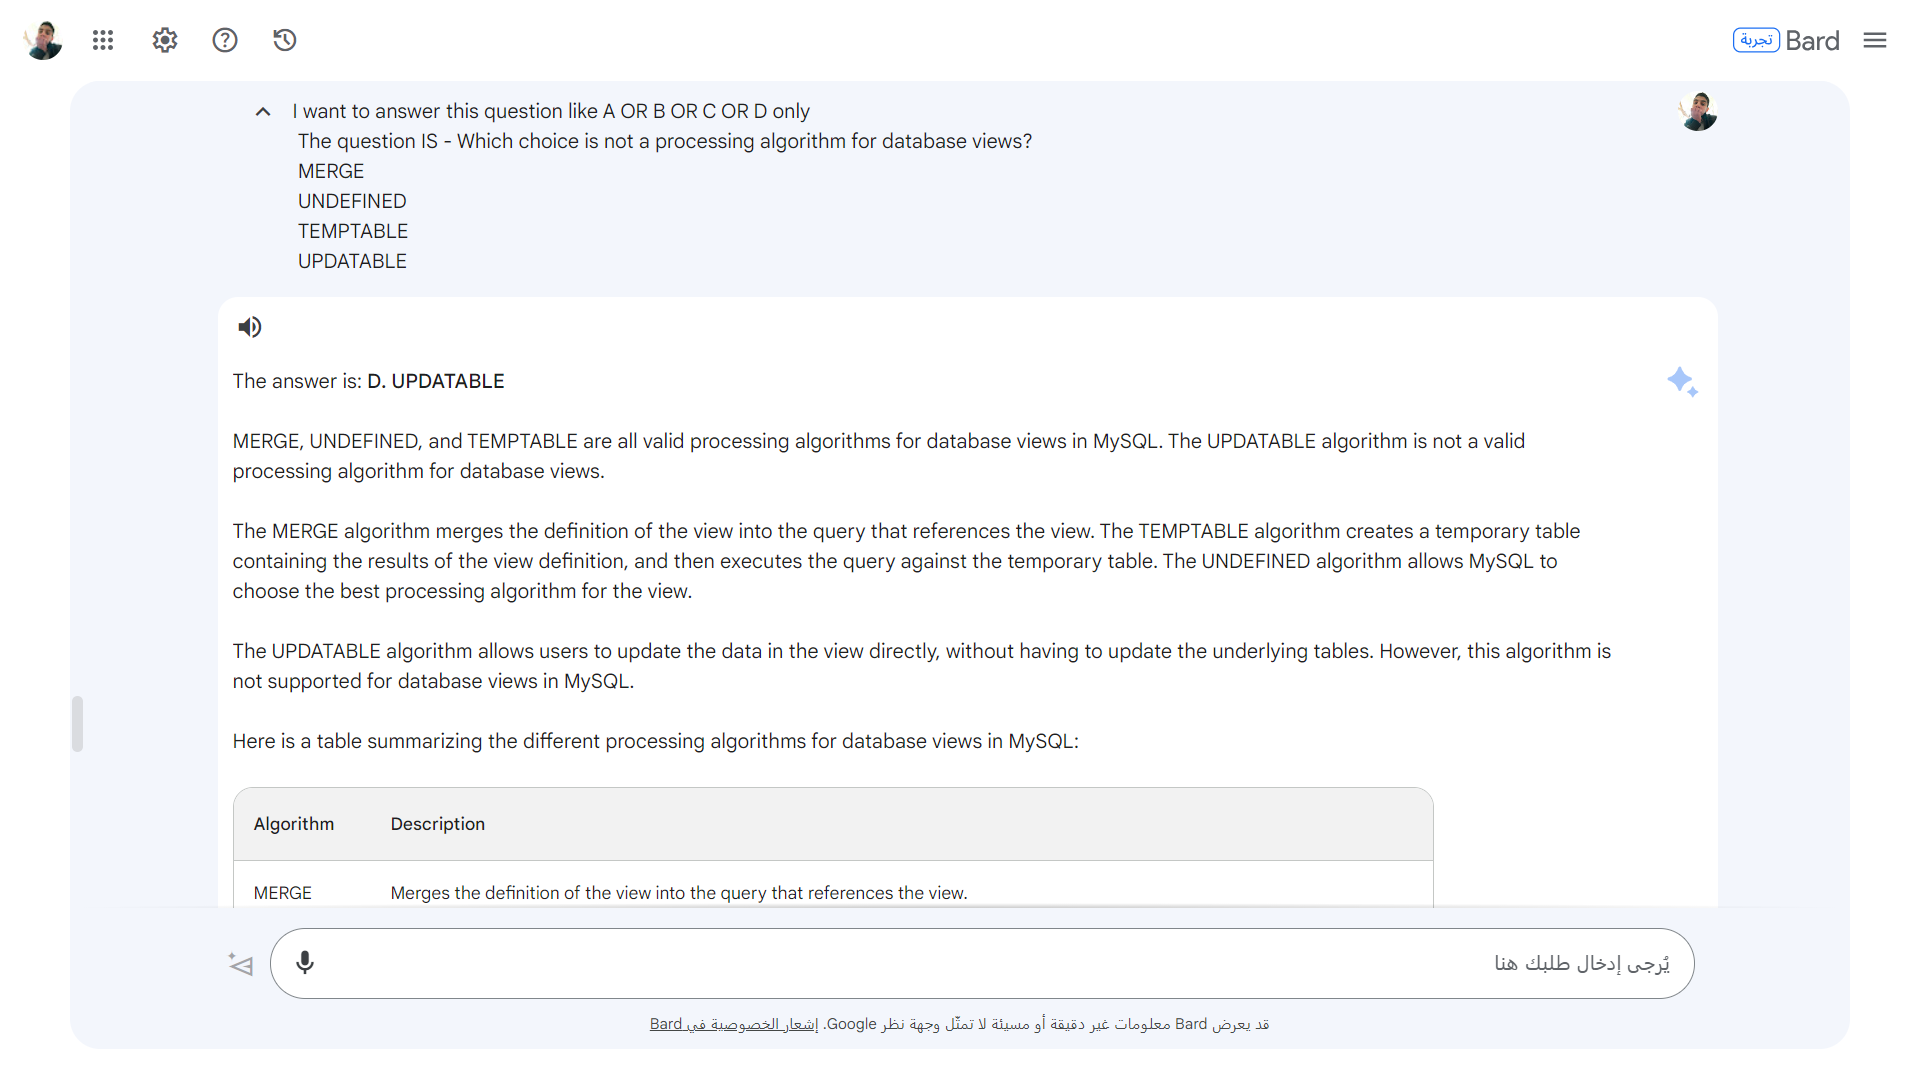 تجربة
Bard
I want to answer this question like A OR B OR C OR D only
The question IS - Which choice is not a processing algorithm for database views?
MERGE
UNDEFINED
TEMPTABLE
UPDATABLE
The answer is: D. UPDATABLE
MERGE, UNDEFINED, and TEMPTABLE are all valid processing algorithms for database views in MySQL. The UPDATABLE algorithm is not a valid
processing algorithm for database views.
The MERGE algorithm merges the definition of the view into the query that references the view. The TEMPTABLE algorithm creates a temporary table
containing the results of the view definition, and then executes the query against the temporary table. The UNDEFINED algorithm allows MySQL to
choose the best processing algorithm for the view.
The UPDATABLE algorithm allows users to update the data in the view directly, without having to update the underlying tables. However, this algorithm is
not supported for database views in MySQL.
Here is a table summarizing the different processing algorithms for database views in MySQL:
Algorithm Description
MERGE Merges the definition of the view into the query that references the view.
يُرجى إدخال طلبك هنا
قد يعرض Bard معلومات غير دقيقة أو مسيئة لا تمثّل وجهة نظر Google. إشعار الخصوصية في Bard